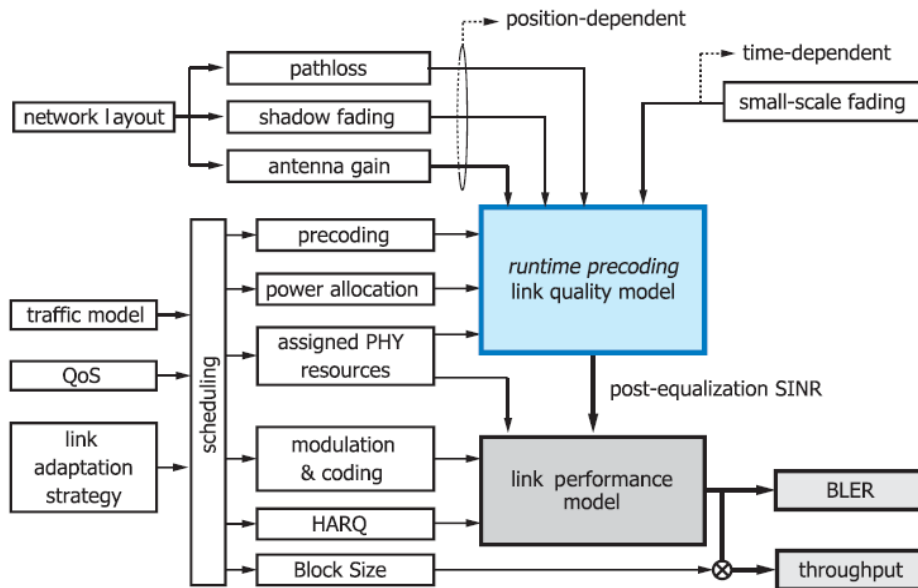 position-dependent
time-dependent
pathloss
small-scale fading
network layout
shadow fading
antenna gain
precoding
runtime precoding
link quality model
power allocation
traffic model
assigned PHY
resources
QoS
scheduling
post-equalization SINR
link
adaptation
strategy
modulation
& coding
link performance
model
BLER
HARQ
Block Size
throughput